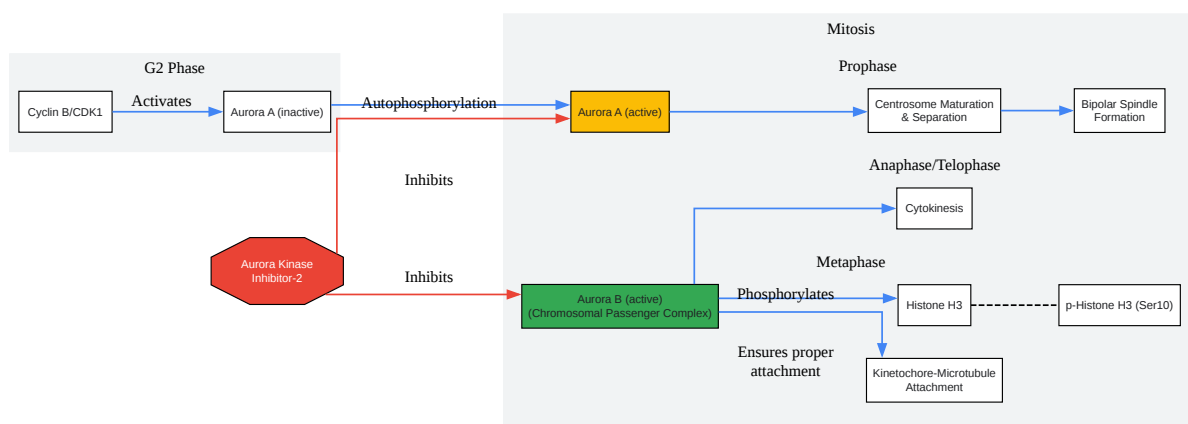 Mitosis
G2 Phase
Prophase
Cyclin B/CDK1
Activates
Aurora A (inactive)
Autophosphorylation
Aurora A (active)
Centrosome Maturation
& Separation
Bipolar Spindle
Formation
Inhibits
Anaphase/Telophase
Cytokinesis
Aurora Kinase
Inhibitor-2
Inhibits
Metaphase
Aurora B (active)
(Chromosomal Passenger Complex)
Phosphorylates
Histone H3
p-Histone H3 (Ser10)
Ensures proper
attachment
Kinetochore-Microtubule
Attachment